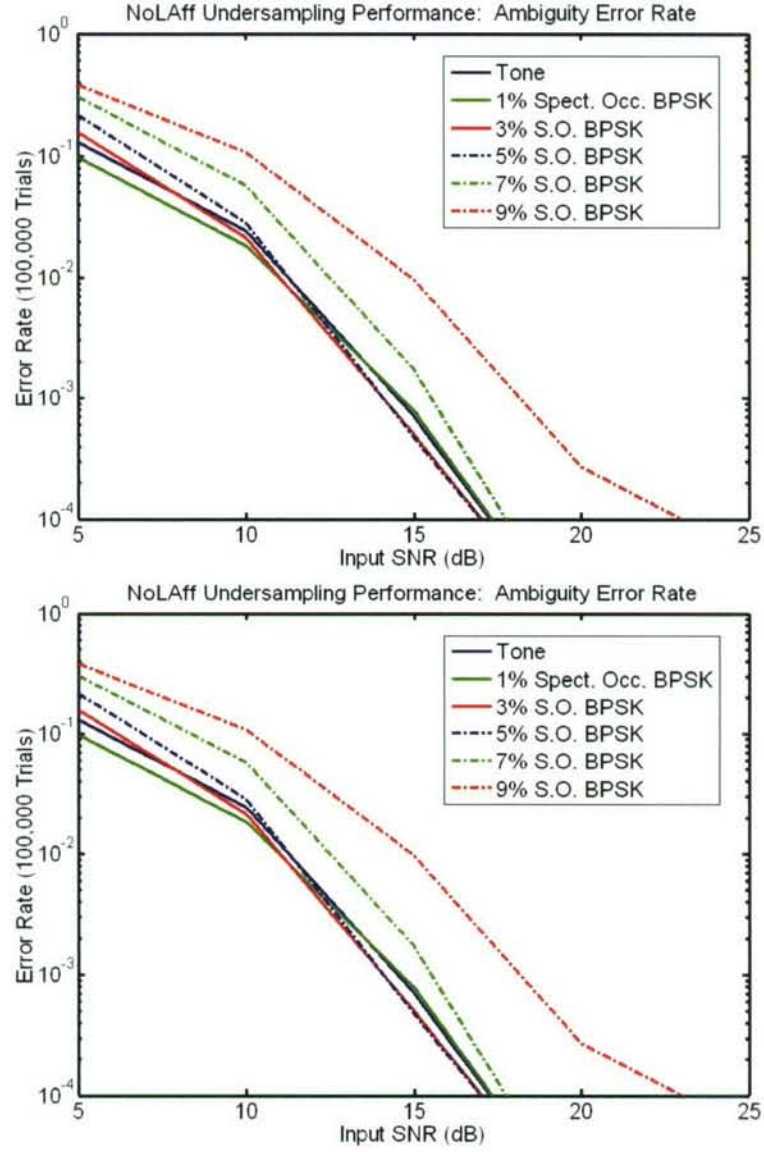 NoLAff Undersampling Performance: Ambiguity Error Rate
Error Rate (100,000 Trials)
10^0
10^-1
10^-2
10^-3
10^-4
Tone
1% Spect. Occ. BPSK
3% S.O. BPSK
5% S.O. BPSK
7% S.O. BPSK
9% S.O. BPSK
5 10 15 20 25
Input SNR (dB)
NoLAff Undersampling Performance: Ambiguity Error Rate
Error Rate (100,000 Trials)
10^0
10^-1
10^-2
10^-3
10^-4
Tone
1% Spect. Occ. BPSK
3% S.O. BPSK
5% S.O. BPSK
7% S.O. BPSK
9% S.O. BPSK
5 10 15 20 25
Input SNR (dB)